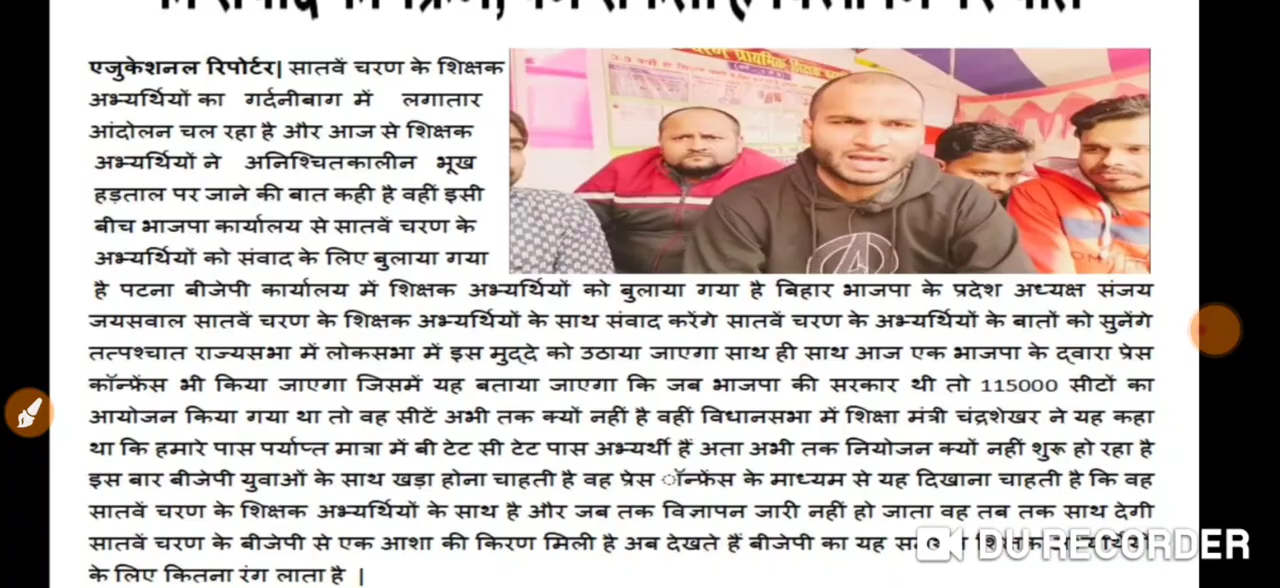 एजुकेशनल रिपोर्टर| सातवें चरण के शिक्षक
अभ्यर्थियों का गर्दनीबाग में लगातार
आंदोलन चल रहा है और आज से शिक्षक
अभ्यर्थियों ने अनिश्चितकालीन भूख
हड़ताल पर जाने की बात कही है वहीं इसी
बीच भाजपा कार्यालय से सातवें चरण के
अभ्यर्थियों को संवाद के लिए बुलाया गया
है पटना बीजेपी कार्यालय में शिक्षक अभ्यर्थियों को बुलाया गया है बिहार भाजपा के प्रदेश अध्यक्ष संजय
जयसवाल सातवें चरण के शिक्षक अभ्यर्थियों के साथ संवाद करेंगे सातवें चरण के अभ्यर्थियों के बातों को सुनेंगे
तत्पश्चात राज्यसभा में लोकसभा में इस मुद्दे को उठाया जाएगा साथ ही साथ आज एक भाजपा के द्वारा प्रेस
कॉन्फ्रेंस भी किया जाएगा जिसमें यह बताया जाएगा कि जब भाजपा की सरकार थी तो 115000 सीटों का
आयोजन किया गया था तो वह सीटें अभी तक क्यों नहीं है वहीं विधानसभा में शिक्षा मंत्री चंद्रशेखर ने यह कहा
था कि हमारे पास पर्याप्त मात्रा में बी टेट सी टेट पास अभ्यर्थी हैं अता अभी तक नियोजन क्यों नहीं शुरू हो रहा है
इस बार बीजेपी युवाओं के साथ खड़ा होना चाहती है वह प्रेस ॉन्फ्रेंस के माध्यम से यह दिखाना चाहती है कि वह
सातवें चरण के शिक्षक अभ्यर्थियों के साथ है और जब तक विज्ञापन जारी नहीं हो जाता वह तब तक साथ देगी
सातवें चरण के बीजेपी से एक आशा की किरण मिली है अब देखते हैं बीजेपी का यह
DU RECORDER
के लिए कितना रंग लाता है |